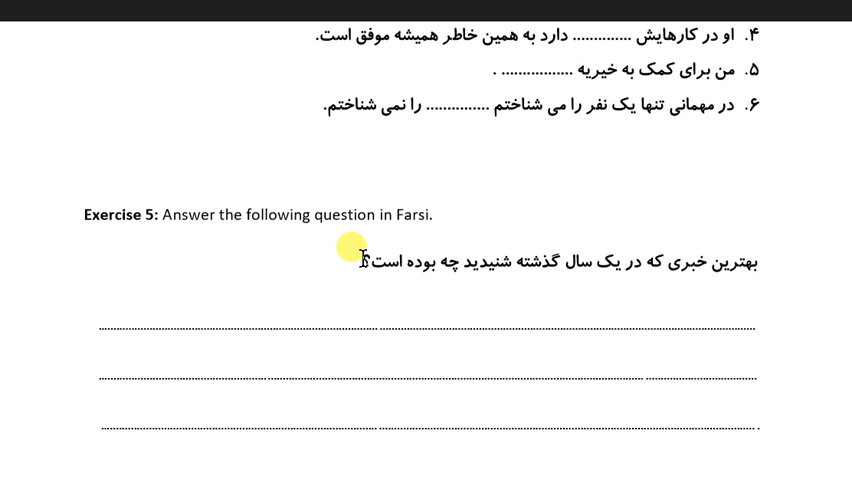 ۴. او در کارهایش .............. دارد به همین خاطر همیشه موفق است.
۵. من برای کمک به خیریه ................. .
۶. در مهمانی تنها یک نفر را می شناختم ............... را نمی شناختم.
Exercise 5: Answer the following question in Farsi.
بهترین خبری که در یک سال گذشته شنیدید چه بوده است؟